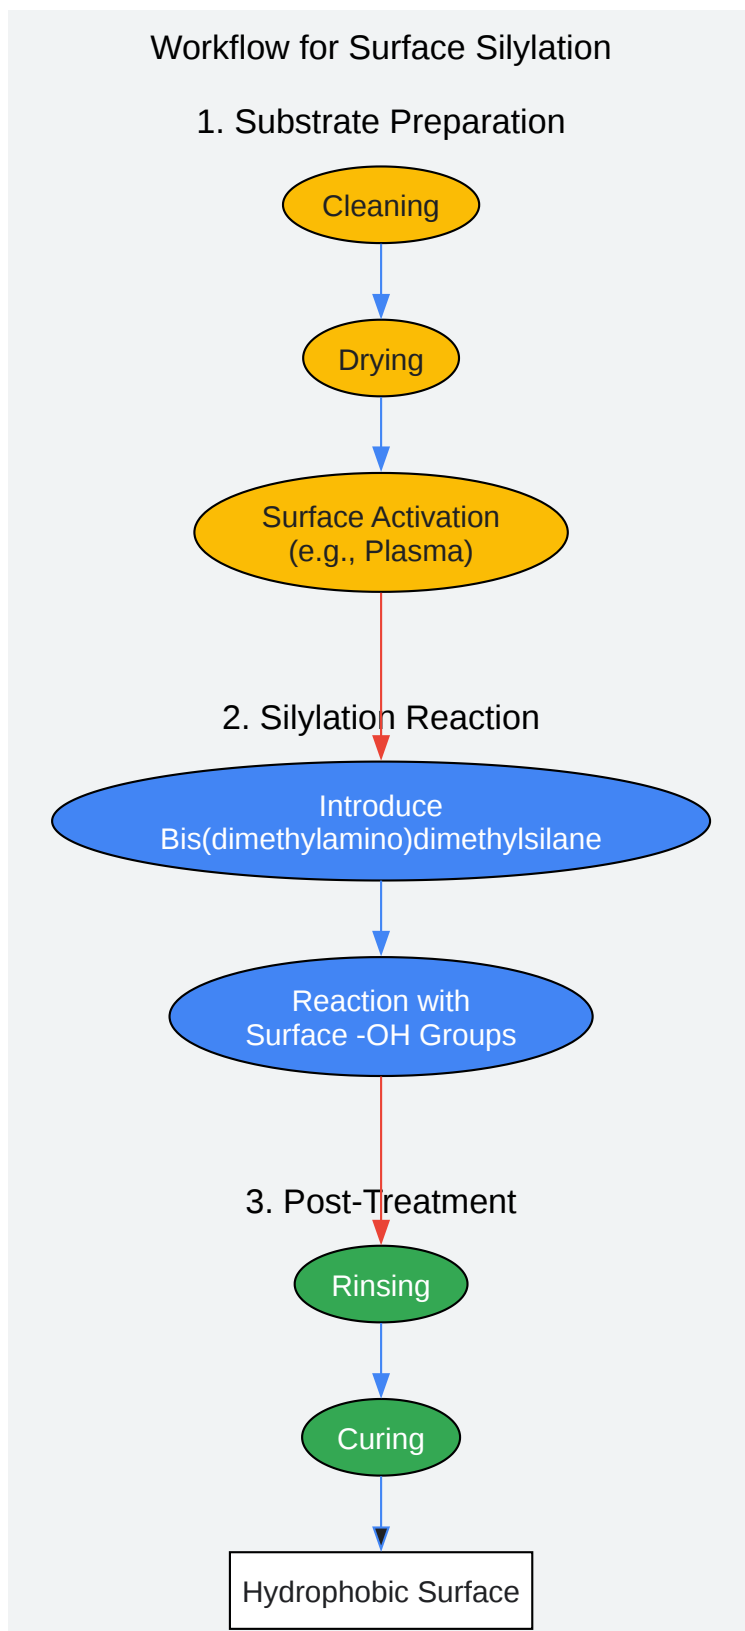 Workflow for Surface Silylation
1. Substrate Preparation
Cleaning
Drying
Surface Activation
(e.g., Plasma)
2. Silylation Reaction
Introduce
Bis(dimethylamino)dimethylsilane
Reaction with
Surface -OH Groups
3. Post-Treatment
Rinsing
Curing
Hydrophobic Surface